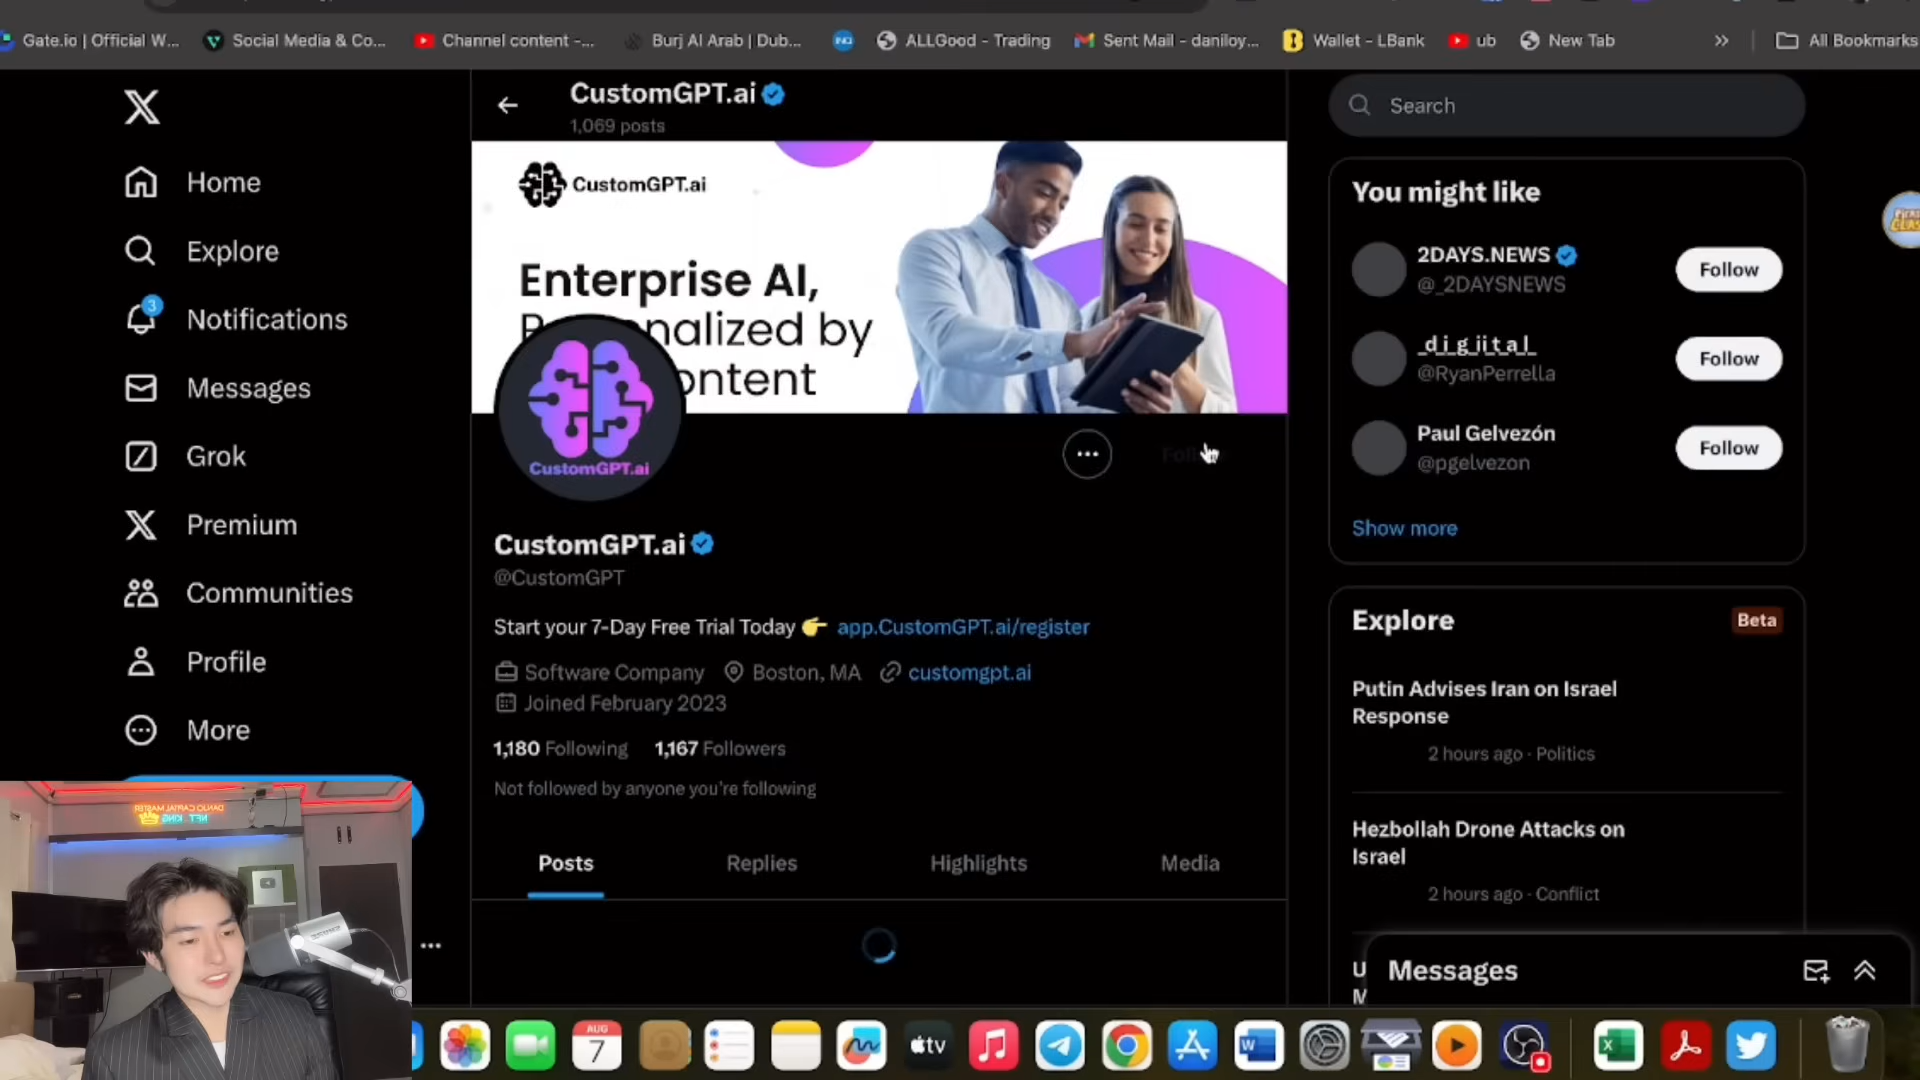 Gate.io | Official W...
Social Media & Co...
Channel content -...
Burj Al Arab | Dub...
ALLGood - Trading
Sent Mail - daniloy...
Wallet - LBank
ub
New Tab
All Bookmarks
Home
Explore
3
Notifications
Messages
Grok
Premium
Communities
Profile
More
CustomGPT.ai
1,069 posts
CustomGPT.ai
Enterprise AI,
nalized by
ontent
CustomGPT.ai
CustomGPT.ai
@CustomGPT
Start your 7-Day Free Trial Today 👉 app.CustomGPT.ai/register
Software Company Boston, MA customgpt.ai
Joined February 2023
1,180 Following 1,167 Followers
Not followed by anyone you're following
Posts Replies Highlights Media
Search
You might like
2DAYS.NEWS
@_2DAYSNEWS
Follow
_d_i_g_ii_t_a_l_
@RyanPerrella
Follow
Paul Gelvezón
@pgelvezon
Follow
Show more
Explore
Beta
Putin Advises Iran on Israel
Response
2 hours ago · Politics
Hezbollah Drone Attacks on
Israel
2 hours ago · Conflict
Messages
AUG
7
tv